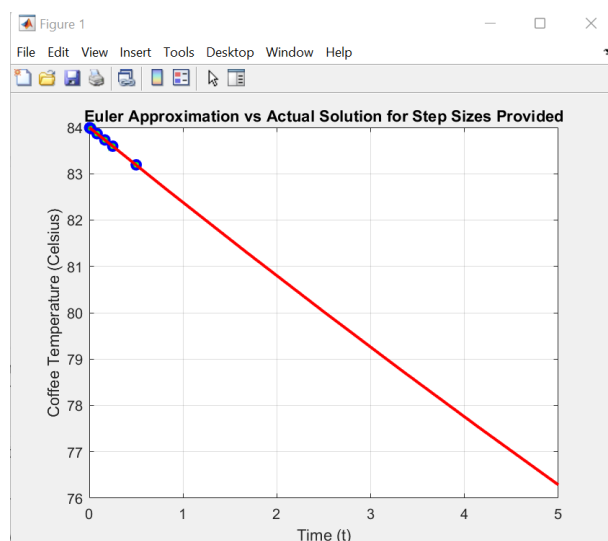 Figure 1
File Edit View Insert Tools Desktop Window Help
Euler Approximation vs Actual Solution for Step Sizes Provided
84
83
82
81
80
79
78
77
76
Coffee Temperature (Celsius)
0 1 2 3 4 5
Time (t)